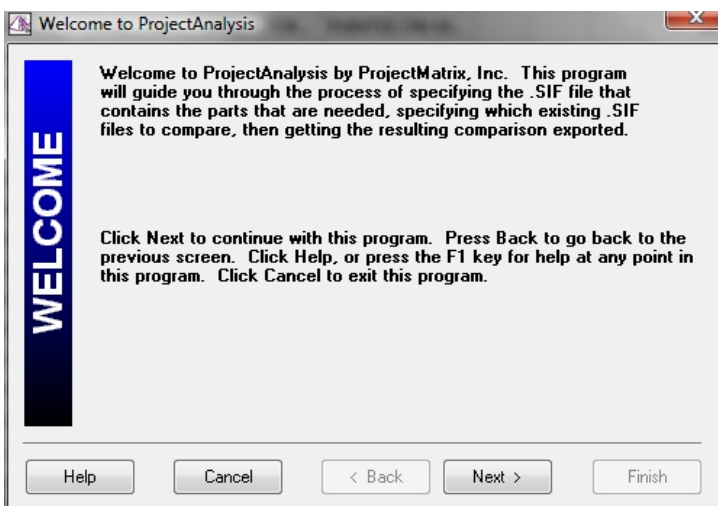 Welcome to ProjectAnalysis
WELCOME
Welcome to ProjectAnalysis by ProjectMatrix, Inc. This program
will guide you through the process of specifying the .SIF file that
contains the parts that are needed, specifying which existing .SIF
files to compare, then getting the resulting comparison exported.
Click Next to continue with this program. Press Back to go back to the
previous screen. Click Help, or press the F1 key for help at any point in
this program. Click Cancel to exit this program.
Help
Cancel
< Back
Next >
Finish